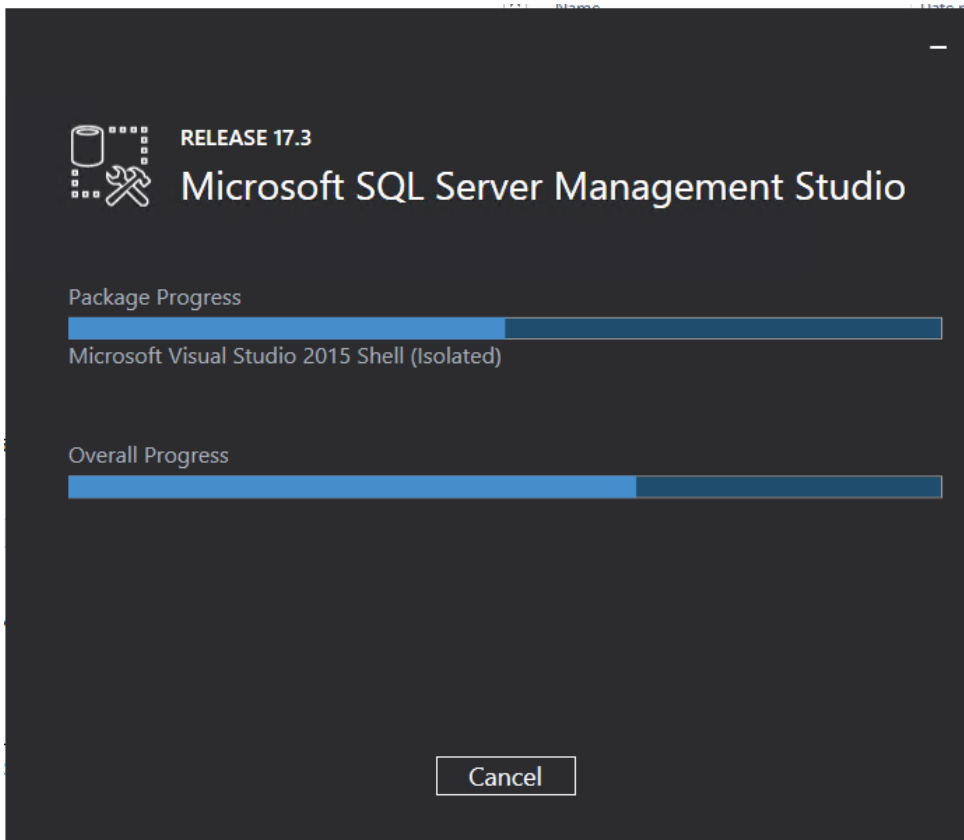 Name
RELEASE 17.3
Microsoft SQL Server Management Studio
Package Progress
Microsoft Visual Studio 2015 Shell (Isolated)
Overall Progress
Cancel